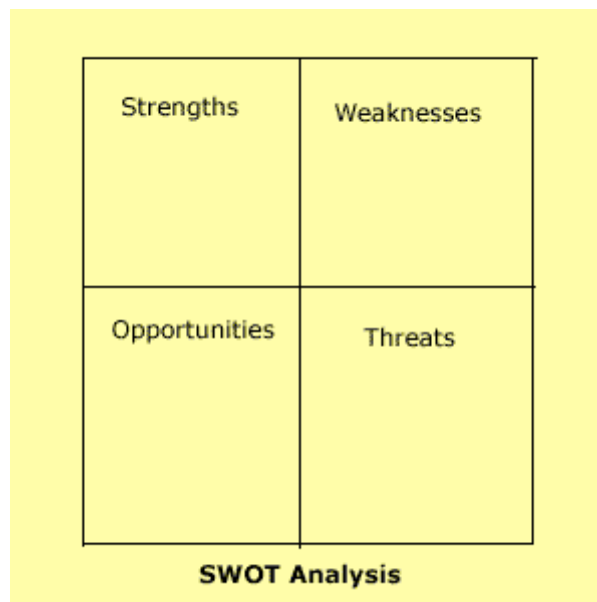 Strengths
Weaknesses
Opportunities
Threats
SWOT Analysis